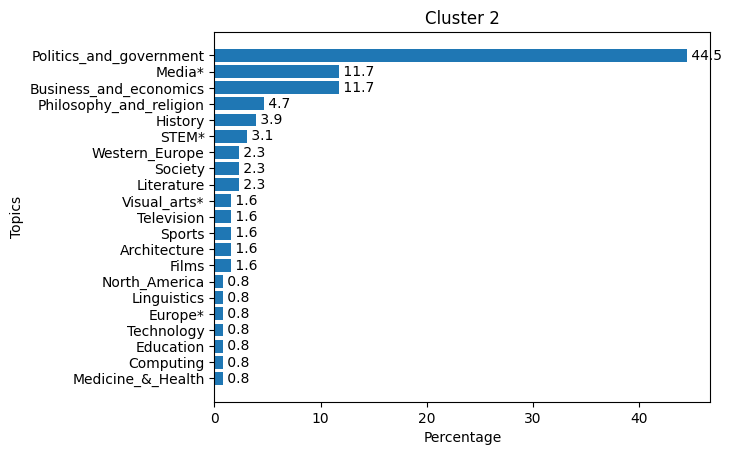 Cluster 2
Politics_and_government 44.5
Media* 11.7
Business_and_economics 11.7
Philosophy_and_religion 4.7
History 3.9
STEM* 3.1
Western_Europe 2.3
Society 2.3
Literature 2.3
Visual_arts* 1.6
Television 1.6
Sports 1.6
Architecture 1.6
Films 1.6
North_America 0.8
Linguistics 0.8
Europe* 0.8
Technology 0.8
Education 0.8
Computing 0.8
Medicine_&_Health 0.8
Topics
0 10 20 30 40
Percentage